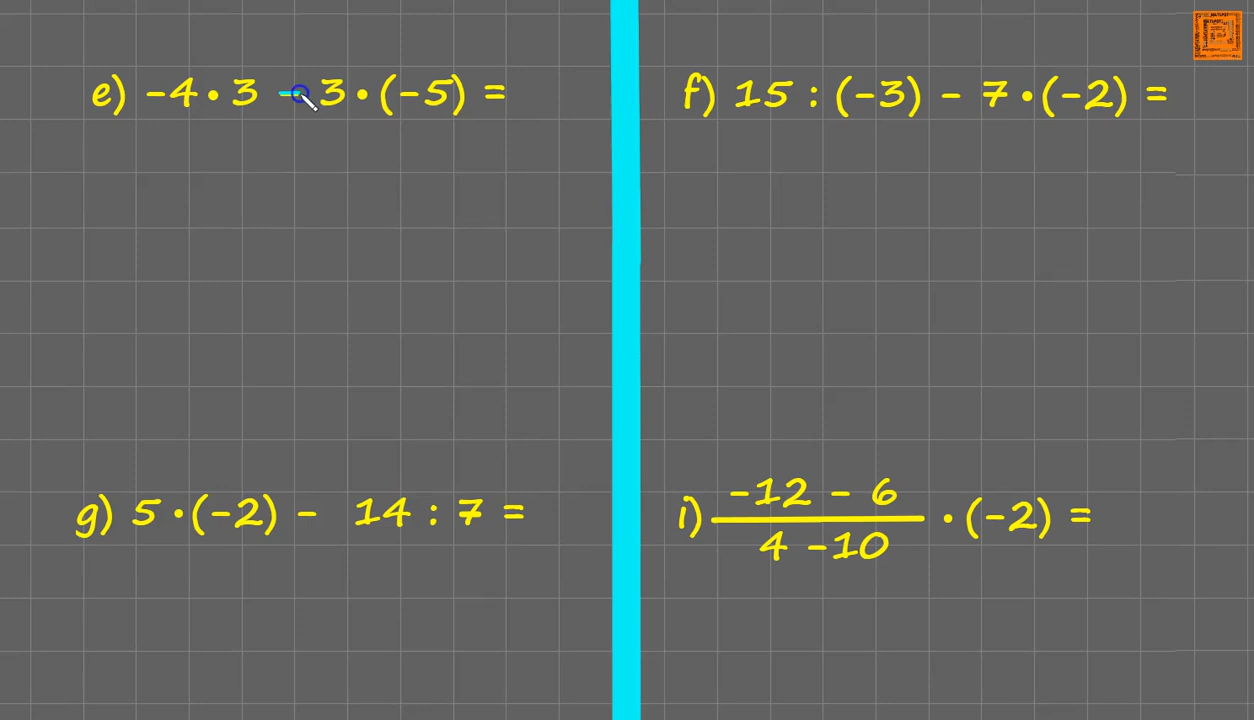 e) -4 · 3 - 3 · (-5) =
f) 15 : (-3) - 7 · (-2) =
g) 5 · (-2) - 14 : 7 =
-12 - 6
i) · (-2) =
4 -10